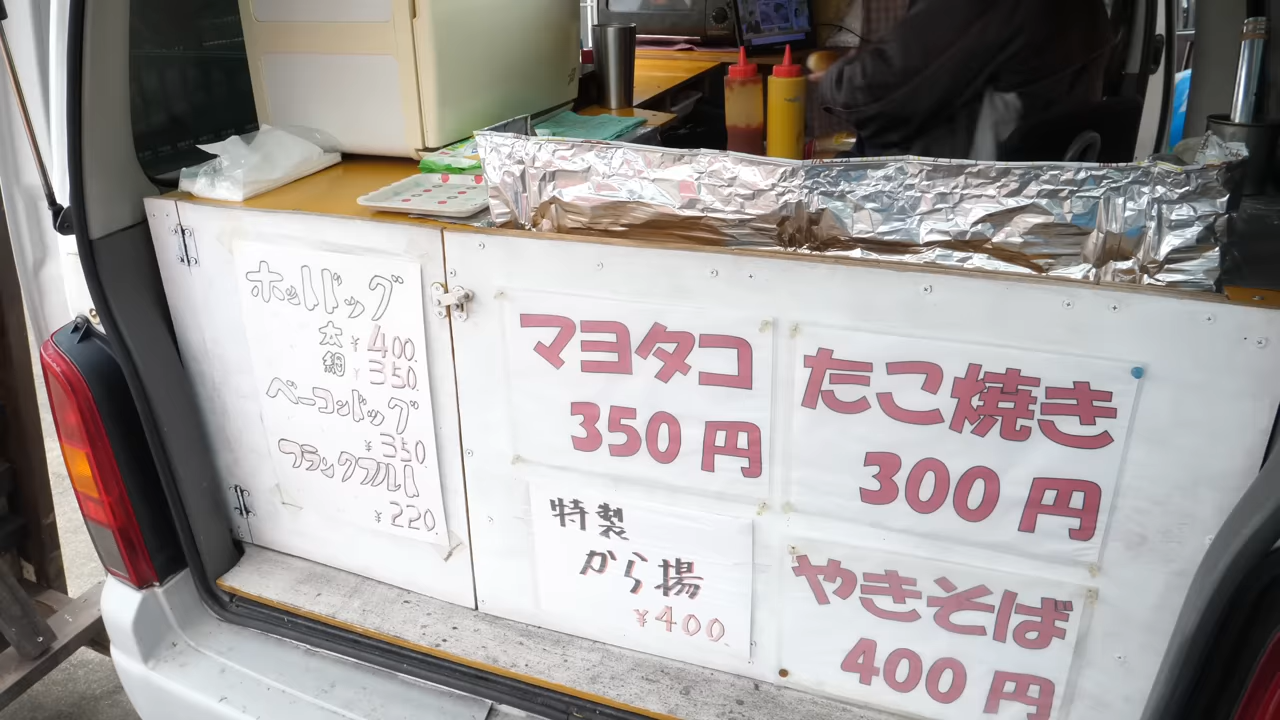 ホットドッグ
太 ¥400.
細 ¥350.
ベーコンドッグ
¥350.
フランクフルト
¥220
マヨタコ
350円
特製
から揚
¥400.
たこ焼き
300円
やきそば
400円